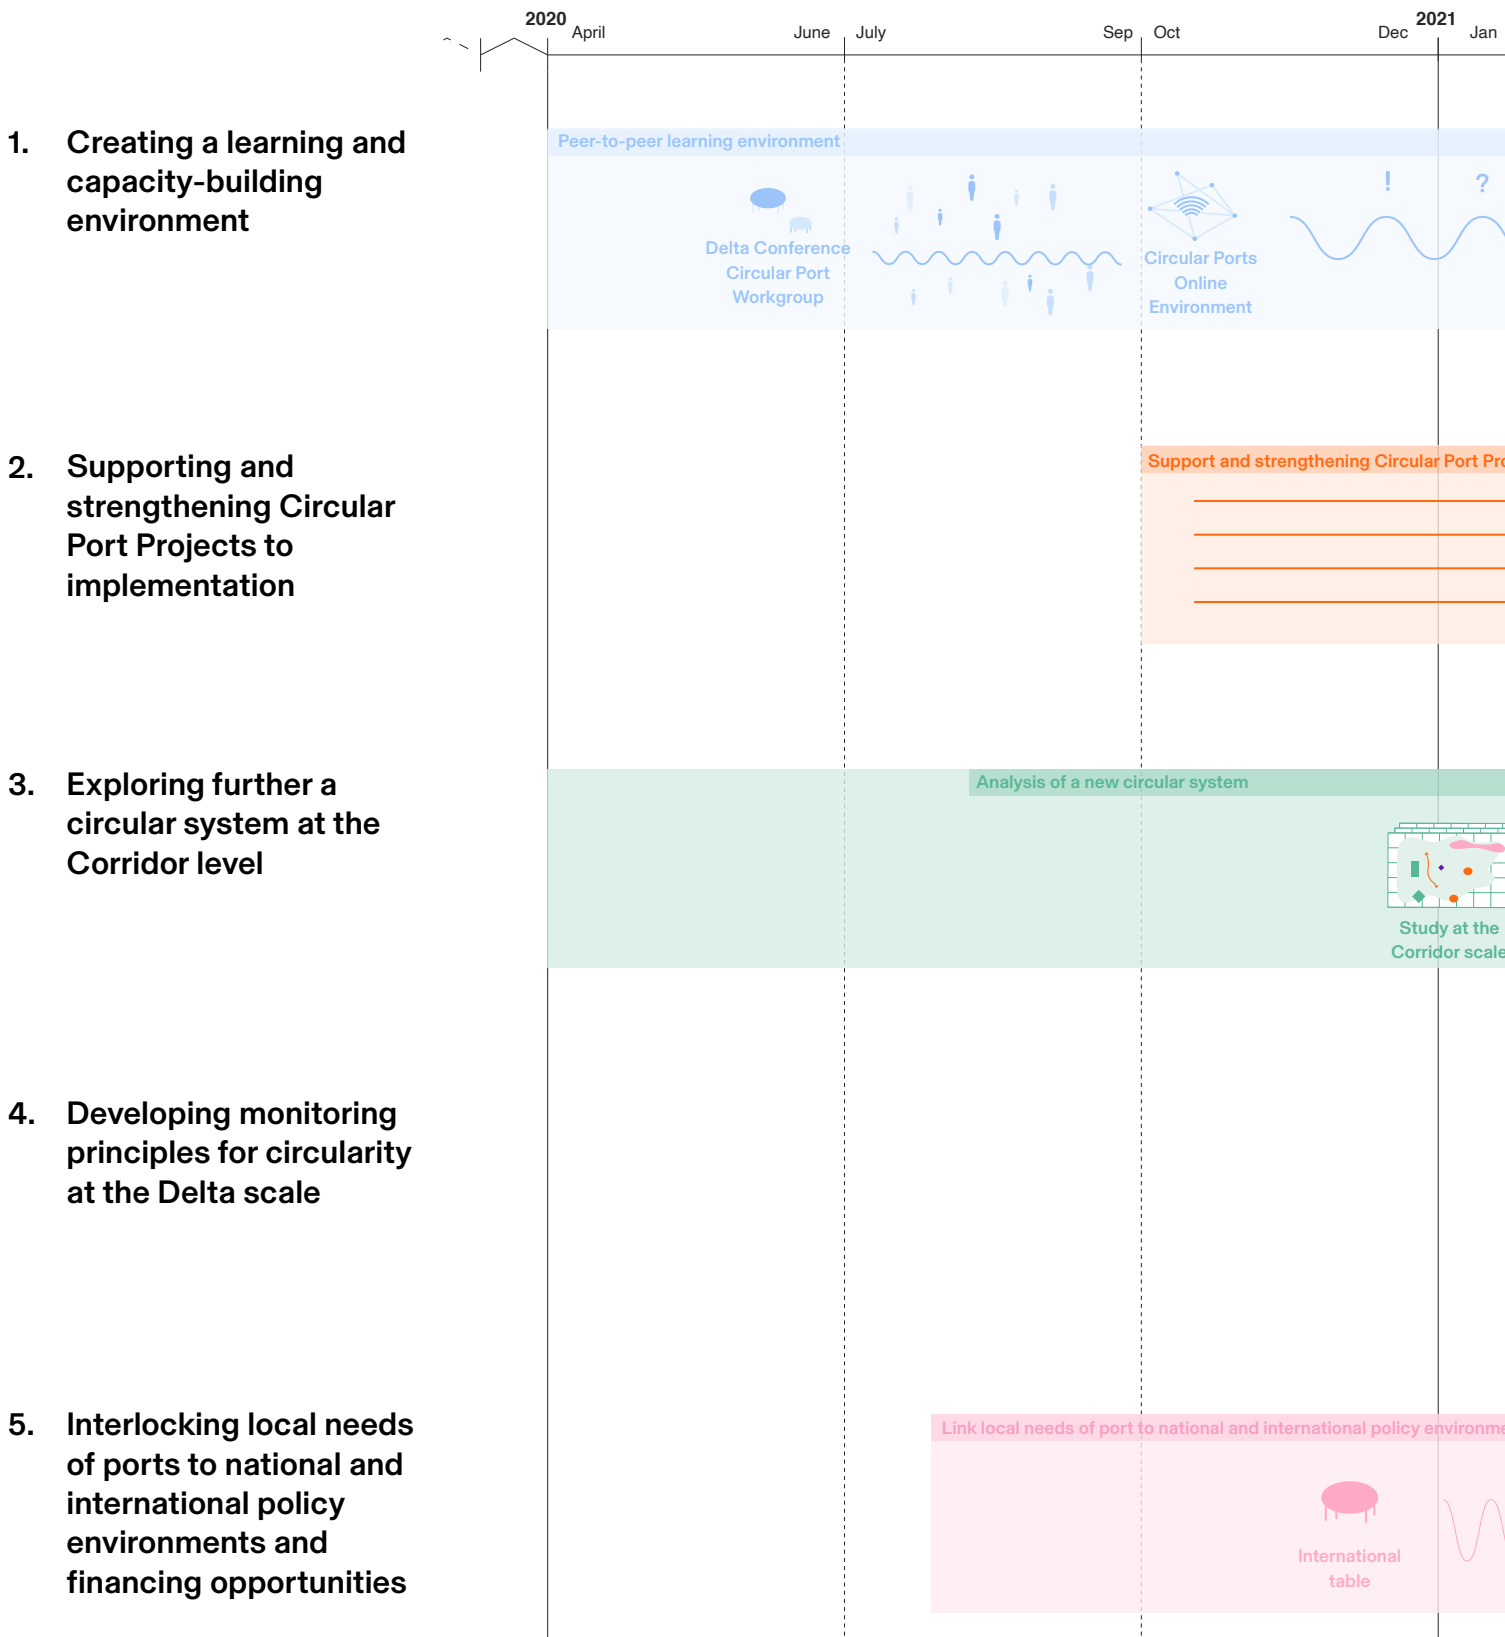 2020
2021
April
June
July
Sep
Oct
Dec
Jan
1. Creating a learning and
capacity-building
environment
Peer-to-peer learning environment
!
?
Delta Conference
Circular Port
Workgroup
Circular Ports
Online
Environment
2. Supporting and
strengthening Circular
Port Projects to
implementation
Support and strengthening Circular Port Pro
3. Exploring further a
circular system at the
Corridor level
Analysis of a new circular system
Study at the
Corridor scale
4. Developing monitoring
principles for circularity
at the Delta scale
5. Interlocking local needs
of ports to national and
international policy
environments and
financing opportunities
Link local needs of port to national and international policy environme
International
table